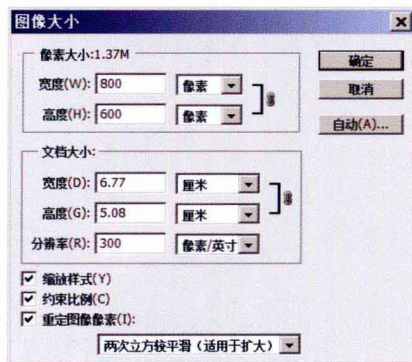 图像大小
像素大小:1.37M
宽度(W): 800 像素
高度(H): 600 像素
确定
取消
自动(A)...
文档大小:
宽度(D): 6.77 厘米
高度(G): 5.08 厘米
分辨率(R): 300 像素/英寸
缩放样式(Y)
约束比例(C)
重定图像像素(I):
两次立方较平滑（适用于扩大）